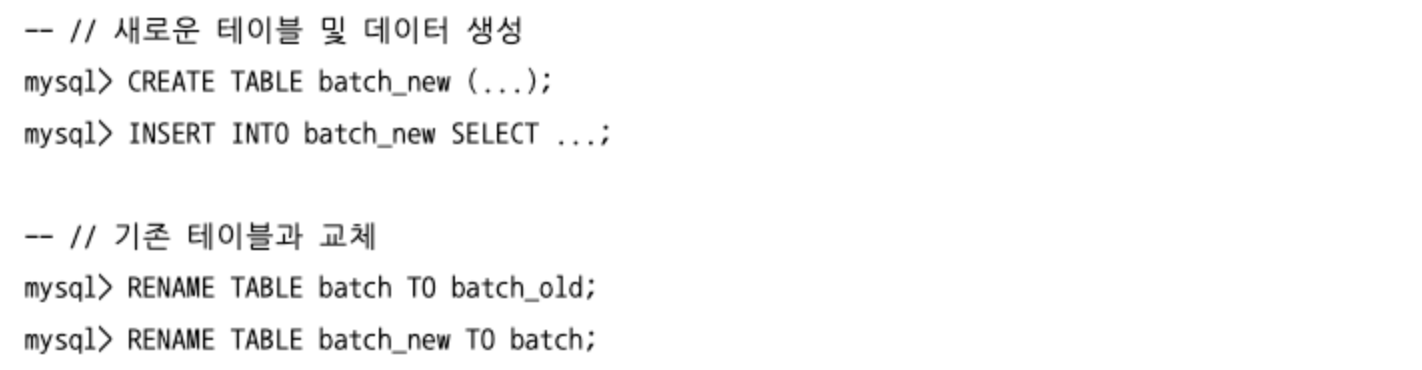 -- // 새로운 테이블 및 데이터 생성
mysql> CREATE TABLE batch_new (...);
mysql> INSERT INTO batch_new SELECT ...;
-- // 기존 테이블과 교체
mysql> RENAME TABLE batch TO batch_old;
mysql> RENAME TABLE batch_new TO batch;